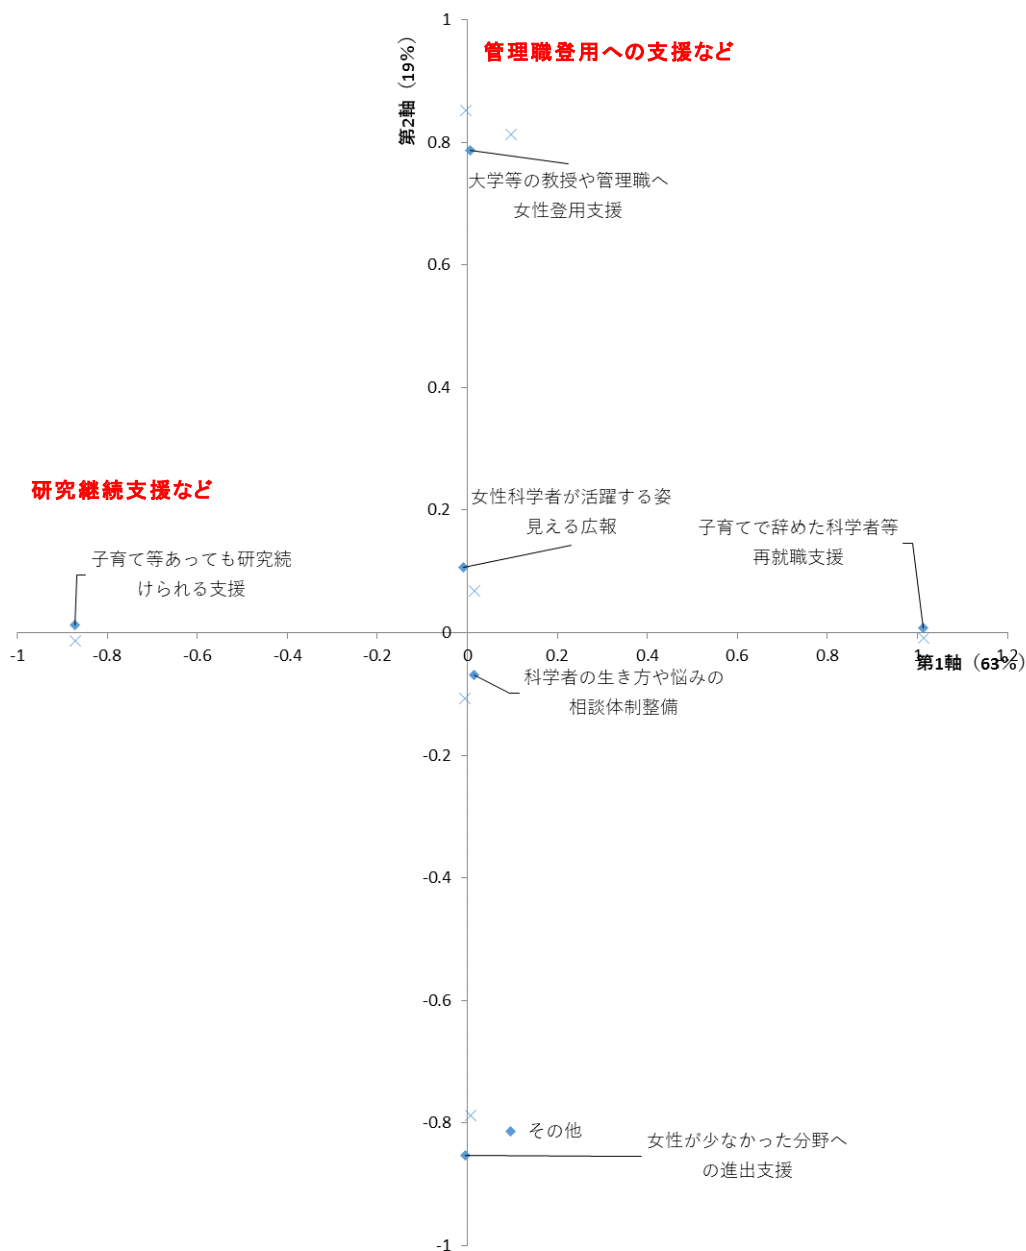 1
管理職登用への支援など
第2軸（19%）
0.8
大学等の教授や管理職へ
女性登用支援
0.6
0.4
研究継続支援など
女性科学者が活躍する姿
見える広報
0.2
子育てで辞めた科学者等
再就職支援
子育て等あっても研究続
けられる支援
0
-1
-0.8
-0.6
-0.4
-0.2
0
0.2
0.4
0.6
0.8
1
1.2
第1軸（63%）
科学者の生き方や悩みの
相談体制整備
-0.2
-0.4
-0.6
-0.8
その他
女性が少なかった分野へ
の進出支援
-1